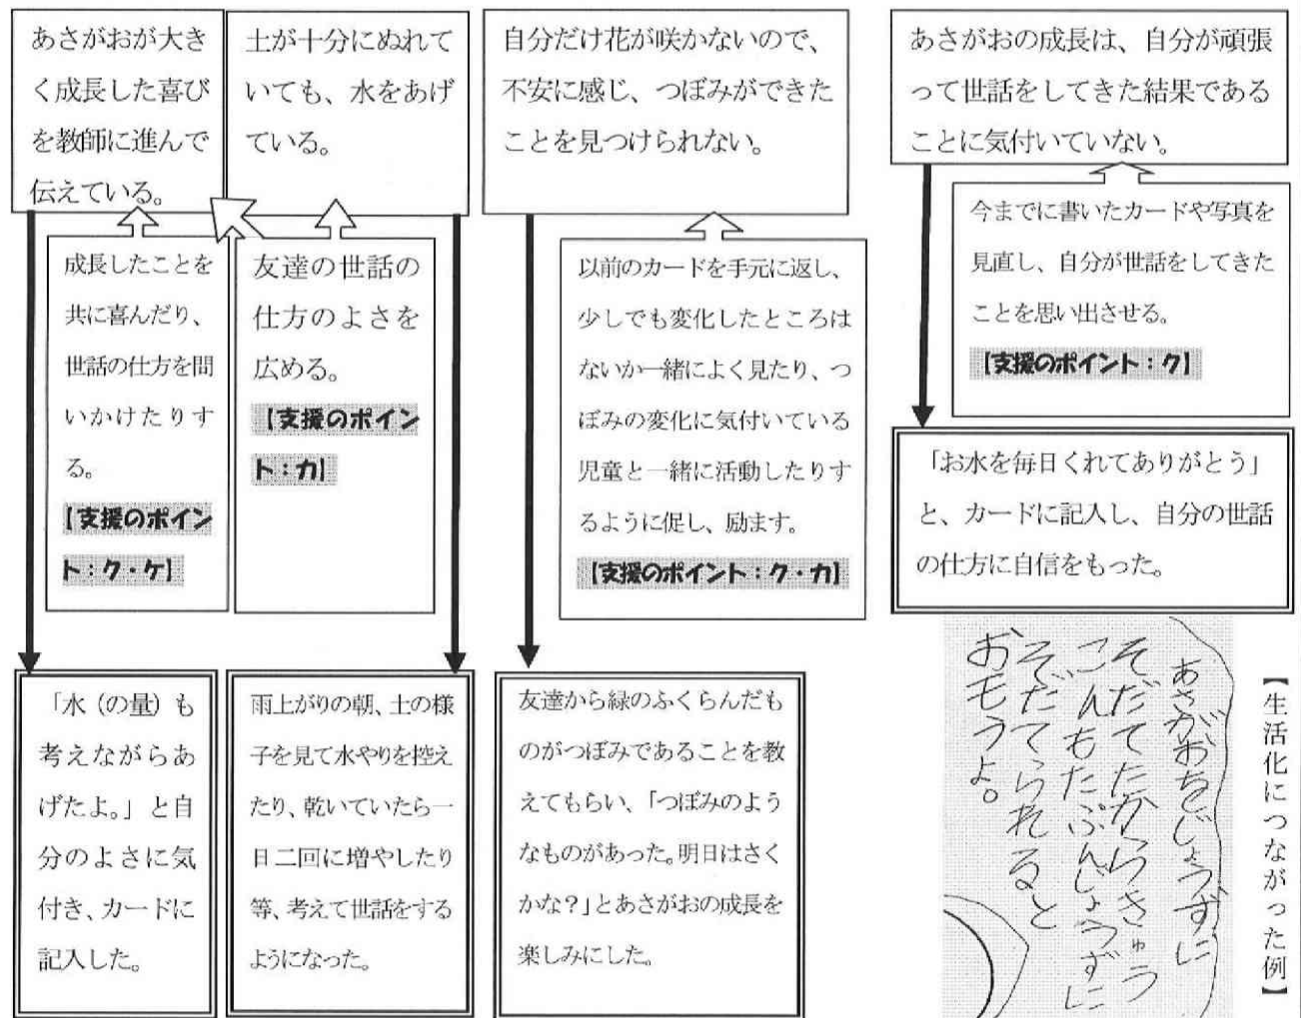 あさがおが大き
く成長した喜び
を教師に進んで
伝えている。
土が十分にぬれて
いても、水をあげ
ている。
自分だけ花が咲かないので、
不安に感じ、つぼみができた
ことを見つけられない。
あさがおの成長は、自分が頑張
って世話をしてきた結果である
ことに気付いていない。
成長したことを
共に喜んだり、
世話の仕方を問
いかけたりす
る。
【支援のポイン
ト：ク・ケ】
友達の世話の
仕方のよさを
広める。
【支援のポイン
ト：カ】
以前のカードを手元に返し、
少しでも変化したところは
ないか一緒によく見たり、つ
ぼみの変化に気付いている
児童と一緒に活動したりす
るように促し、励ます。
【支援のポイント：ク・カ】
今までに書いたカードや写真を
見直し、自分が世話をしてきた
ことを思い出させる。
【支援のポイント：ク】
「お水を毎日くれてありがとう」
と、カードに記入し、自分の世話
の仕方に自信をもった。
「水（の量）も
考えながらあ
げたよ。」と自
分のよさに気
付き、カードに
記入した。
雨上がりの朝、土の様
子を見て水やりを控え
たり、乾いていたら一
日二回に増やしたり
等、考えて世話をする
ようになった。
友達から緑のふくらんだも
のがつぼみであることを教
えてもらい、「つぼみのよう
なものがあった。明日はさく
かな？」とあさがおの成長を
楽しみにした。
【生活化につながった例】
あさがおをじょうずに
そだてたからきゅう
こんもたぶんじょうずに
そだてられると
おもうよ。